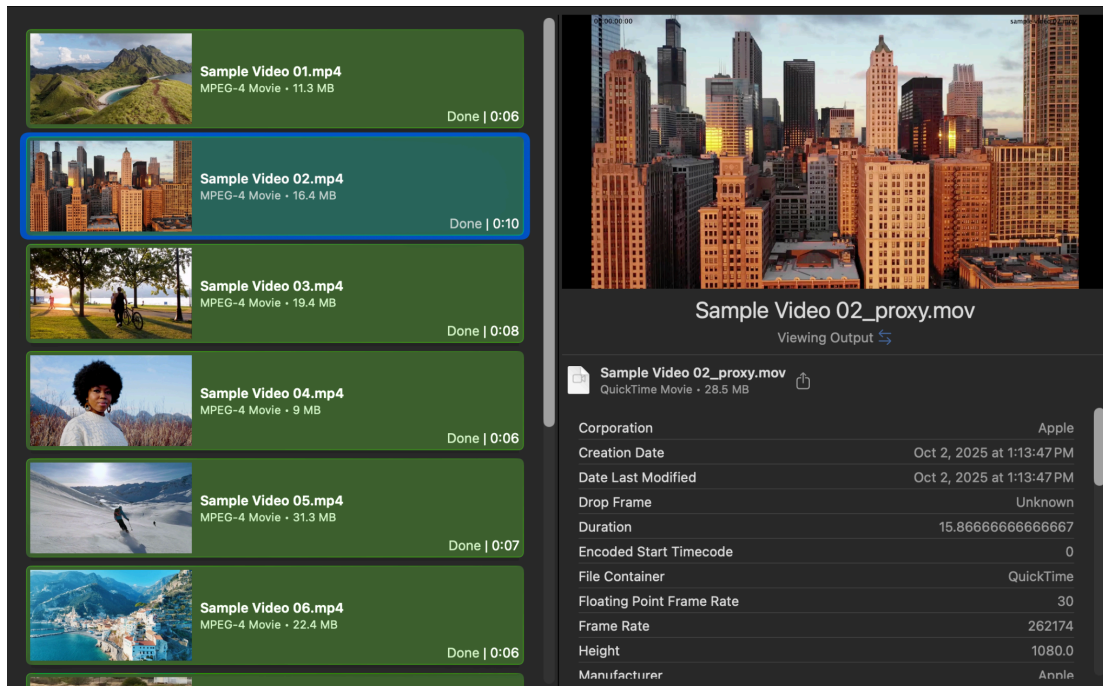 Sample Video 01.mp4
MPEG-4 Movie • 11.3 MB
Done | 0:06
Sample Video 02.mp4
MPEG-4 Movie • 16.4 MB
Done | 0:10
Sample Video 03.mp4
MPEG-4 Movie • 19.4 MB
Done | 0:08
Sample Video 04.mp4
MPEG-4 Movie • 9 MB
Done | 0:06
Sample Video 05.mp4
MPEG-4 Movie • 31.3 MB
Done | 0:07
Sample Video 06.mp4
MPEG-4 Movie • 22.4 MB
Done | 0:06
00:00:00:00
Sample Video 02_proxy.mov
Viewing Output
Sample Video 02_proxy.mov
QuickTime Movie • 28.5 MB
Corporation Apple
Creation Date Oct 2, 2025 at 1:13:47 PM
Date Last Modified Oct 2, 2025 at 1:13:47 PM
Drop Frame Unknown
Duration 15.86666666666667
Encoded Start Timecode 0
File Container QuickTime
Floating Point Frame Rate 30
Frame Rate 262174
Height 1080.0
Manufacturer Apple